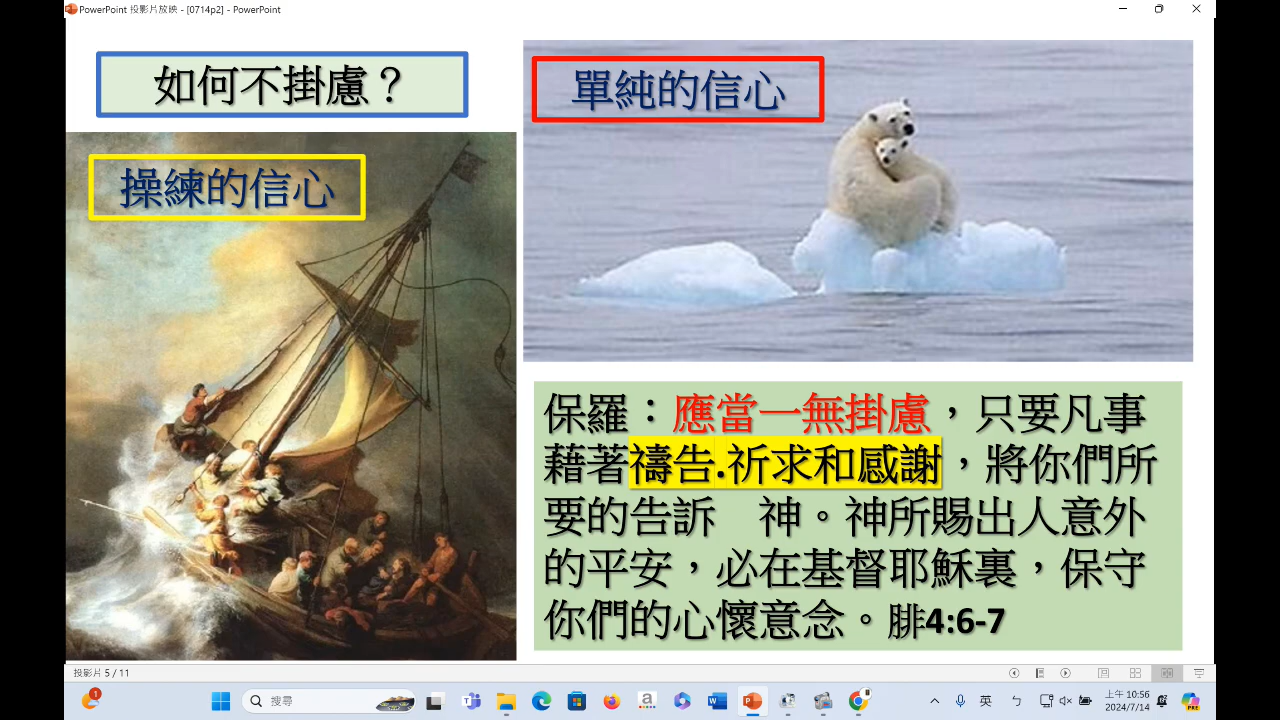 PowerPoint 投影片放映 - [0714p2] - PowerPoint
如何不掛慮？
單純的信心
操練的信心
保羅：應當一無掛慮，只要凡事
藉著禱告.祈求和感謝，將你們所
要的告訴　神。神所賜出人意外
的平安，必在基督耶穌裏，保守
你們的心懷意念。腓4:6-7
投影片 5 / 11
1
搜尋
英
ㄅ
上午 10:56
2024/7/14
PRE